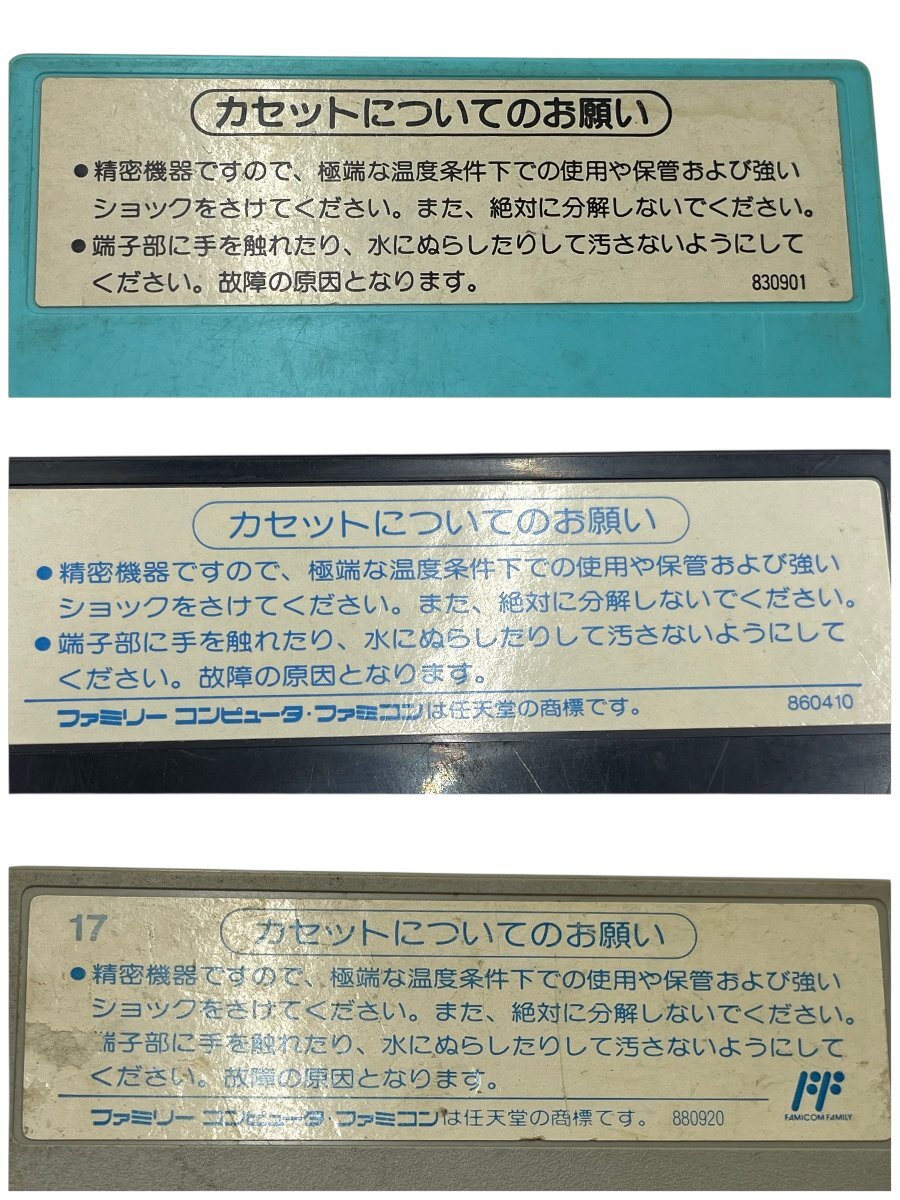 カセットについてのお願い
●精密機器ですので、極端な温度条件下での使用や保管および強い
ショックをさけてください。また、絶対に分解しないでください。
●端子部に手を触れたり、水にぬらしたりして汚さないようにして
ください。故障の原因となります。 830901
カセットについてのお願い
●精密機器ですので、極端な温度条件下での使用や保管および強い
ショックをさけてください。また、絶対に分解しないでください。
●端子部に手を触れたり、水にぬらしたりして汚さないようにして
ください。故障の原因となります。
ファミリー コンピュータ・ファミコンは任天堂の商標です。 860410
17 カセットについてのお願い
●精密機器ですので、極端な温度条件下での使用や保管および強い
ショックをさけてください。また、絶対に分解しないでください。
端子部に手を触れたり、水にぬらしたりして汚さないようにして
ください。故障の原因となります。
FAMICOM FAMILY
ファミリー コンピュータ ファミコンは任天堂の商標です。 880920